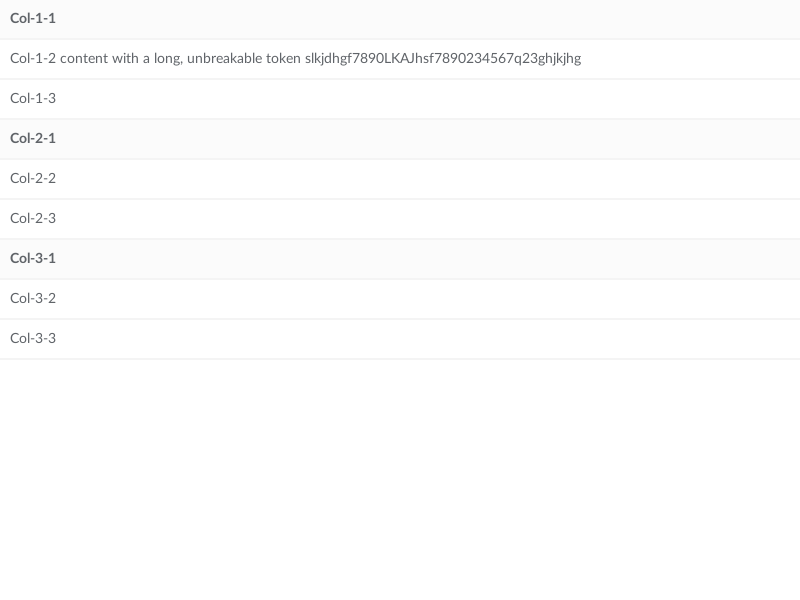 Col-1-1
Col-1-2 content with a long, unbreakable token slkjdhgf7890LKAJhsf7890234567q23ghjkjhg
Col-1-3
Col-2-1
Col-2-2
Col-2-3
Col-3-1
Col-3-2
Col-3-3